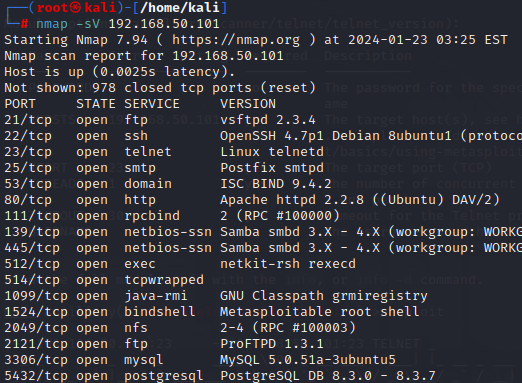 ┌──(root㉿kali)-[/home/kali]
└─# nmap -sV 192.168.50.101
Starting Nmap 7.94 ( https://nmap.org ) at 2024-01-23 03:25 EST
Nmap scan report for 192.168.50.101
Host is up (0.0025s latency).
Not shown: 978 closed tcp ports (reset)
PORT     STATE SERVICE     VERSION
21/tcp   open  ftp         vsftpd 2.3.4
22/tcp   open  ssh         OpenSSH 4.7p1 Debian 8ubuntu1 (protoc
23/tcp   open  telnet      Linux telnetd
25/tcp   open  smtp        Postfix smtpd
53/tcp   open  domain      ISC BIND 9.4.2
80/tcp   open  http        Apache httpd 2.2.8 ((Ubuntu) DAV/2)
111/tcp  open  rpcbind     2 (RPC #100000)
139/tcp  open  netbios-ssn Samba smbd 3.X - 4.X (workgroup: WORKG
445/tcp  open  netbios-ssn Samba smbd 3.X - 4.X (workgroup: WORKG
512/tcp  open  exec        netkit-rsh rexecd
514/tcp  open  tcpwrapped
1099/tcp open  java-rmi    GNU Classpath grmiregistry
1524/tcp open  bindshell   Metasploitable root shell
2049/tcp open  nfs         2-4 (RPC #100003)
2121/tcp open  ftp         ProFTPD 1.3.1
3306/tcp open  mysql       MySQL 5.0.51a-3ubuntu5
5432/tcp open  postgresql  PostgreSQL DB 8.3.0 - 8.3.7